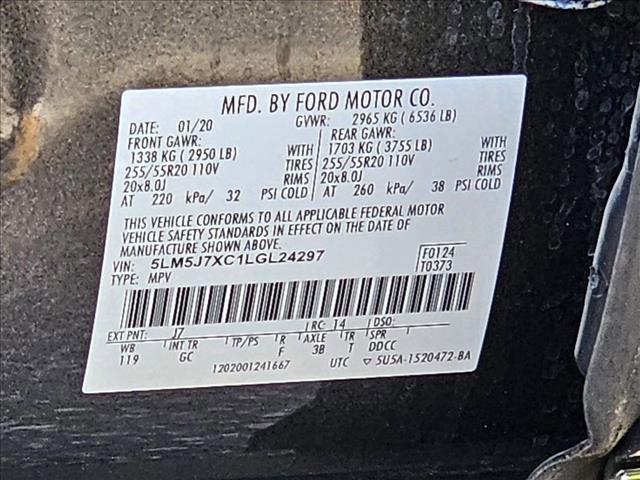 MFD. BY FORD MOTOR CO.
DATE: 01/20 GVWR: 2965 KG (6536 LB)
FRONT GAWR: REAR GAWR:
1338 KG (2950 LB) WITH 1703 KG (3755 LB) WITH
255/55R20 110V TIRES 255/55R20 110V TIRES
20x8.0J RIMS 20x8.0J RIMS
AT 220 kPa/ 32 PSI COLD AT 260 kPa/ 38 PSI COLD
THIS VEHICLE CONFORMS TO ALL APPLICABLE FEDERAL MOTOR
VEHICLE SAFETY STANDARDS IN EFFECT ON THE DATE OF
MANUFACTURE SHOWN ABOVE.
VIN: 5LM5J7XC1LGL24297 F0124
TYPE: MPV T0373
EXT PNT: J7 RC: 14 DSO:
WB INT TR TP/PS R AXLE TR SPR
119 GC F 3B T DDCC
1202001241667 UTC 5U5A-1520472-BA